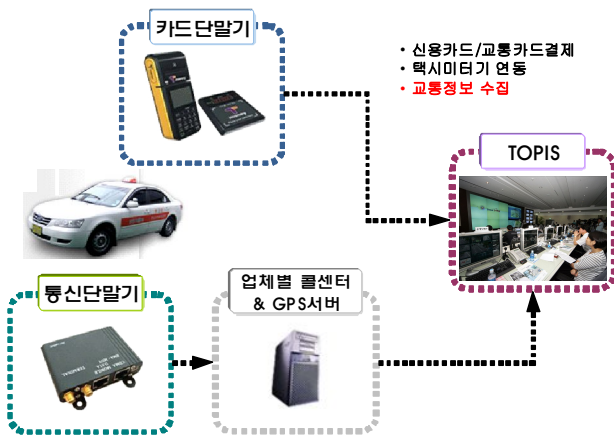 카드단말기
• 신용카드/교통카드결제
• 택시미터기 연동
• 교통정보 수집
TOPIS
통신단말기
업체별 콜센터
& GPS서버